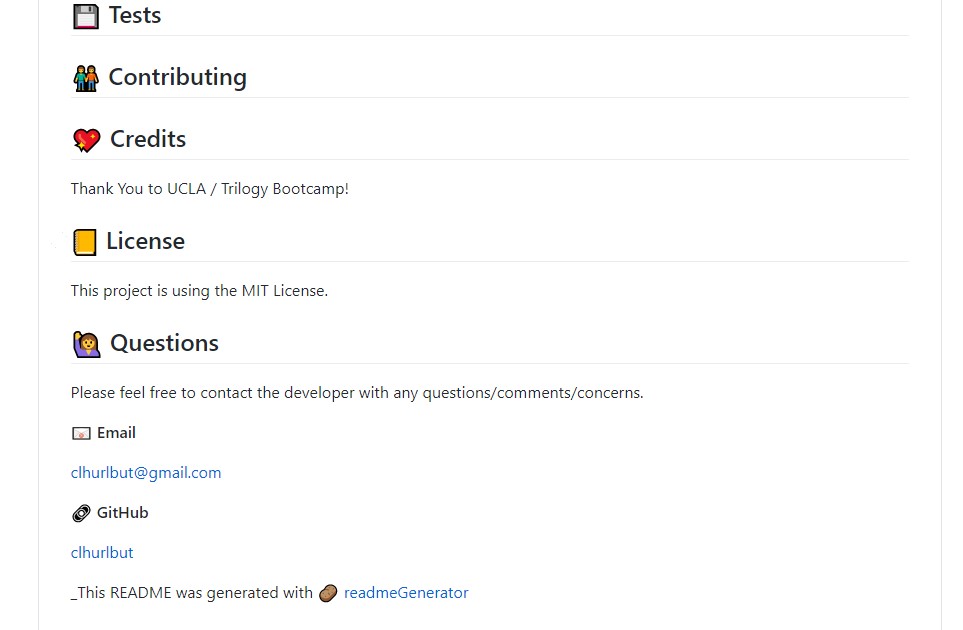 Tests
Contributing
Credits
Thank You to UCLA / Trilogy Bootcamp!
License
This project is using the MIT License.
Questions
Please feel free to contact the developer with any questions/comments/concerns.
Email
clhurlbut@gmail.com
GitHub
clhurlbut
_This README was generated with 🥔 readmeGenerator